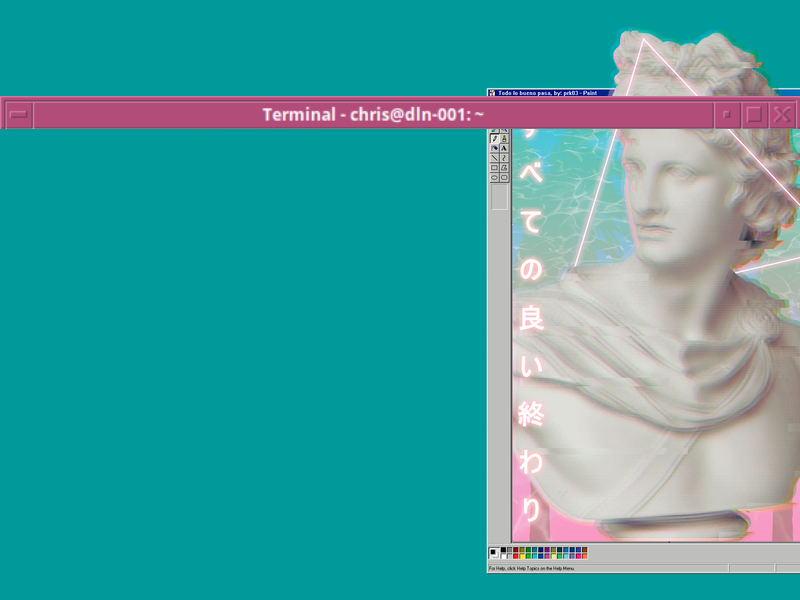 Todo lo bueno pasa, by: prk03 - Paint
Terminal - chris@dln-001: ~
べての良い終わり
For Help, click Help Topics on the Help Menu.